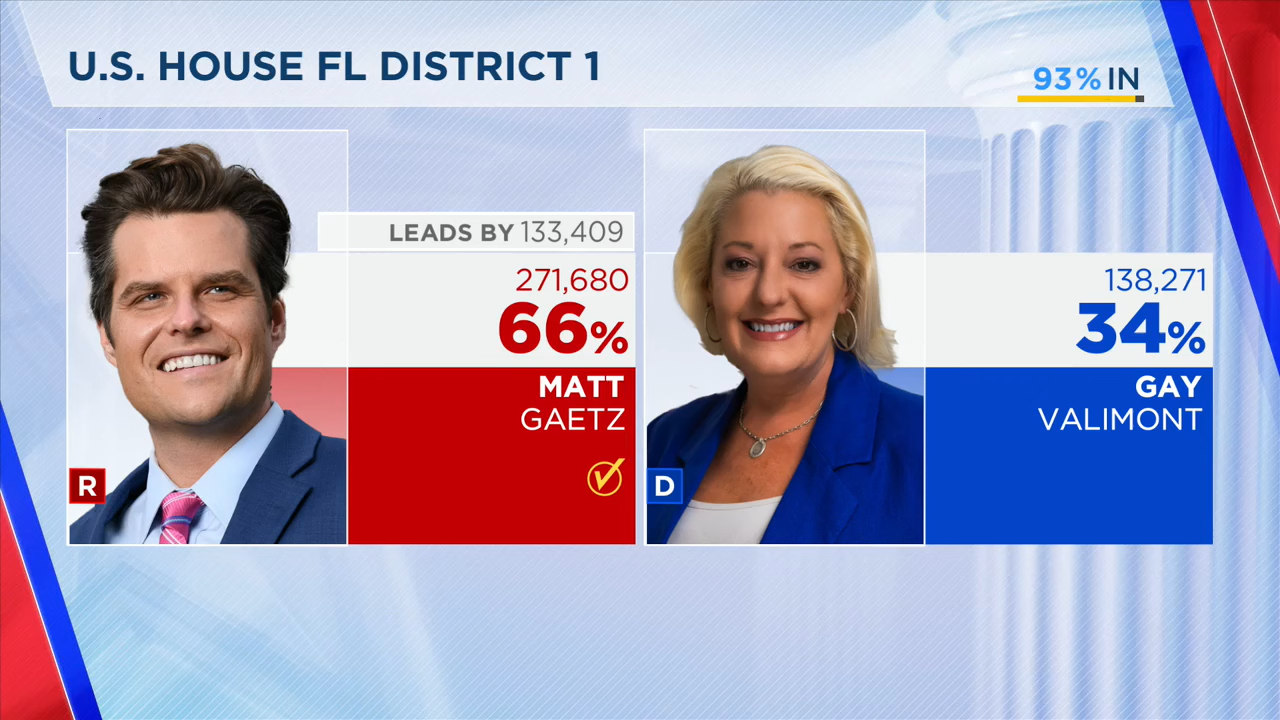 U.S. HOUSE FL DISTRICT 1
93% IN
LEADS BY 133,409
271,680
66%
MATT
GAETZ
R
138,271
34%
GAY
VALIMONT
D